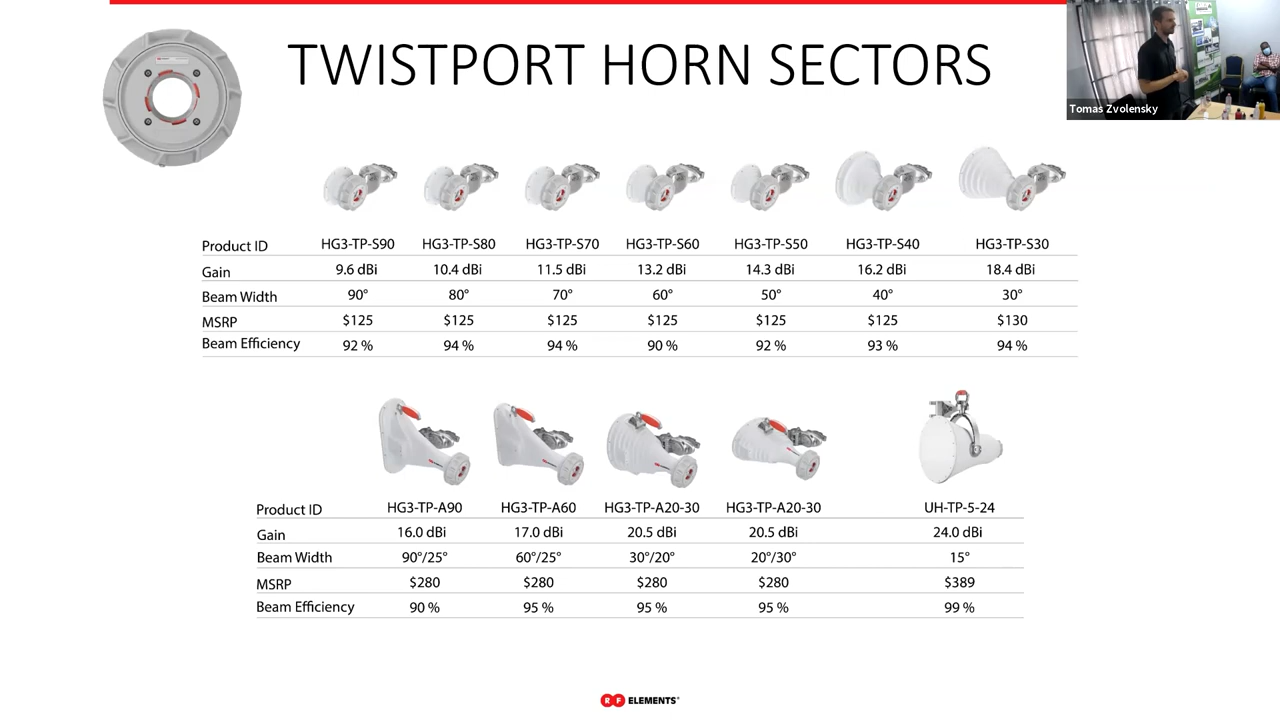 TWISTPORT HORN SECTORS
Tomas Zvolensky
Product ID HG3-TP-S90 HG3-TP-S80 HG3-TP-S70 HG3-TP-S60 HG3-TP-S50 HG3-TP-S40 HG3-TP-S30
Gain 9.6 dBi 10.4 dBi 11.5 dBi 13.2 dBi 14.3 dBi 16.2 dBi 18.4 dBi
Beam Width 90° 80° 70° 60° 50° 40° 30°
MSRP $125 $125 $125 $125 $125 $125 $130
Beam Efficiency 92 % 94 % 94 % 90 % 92 % 93 % 94 %
Product ID HG3-TP-A90 HG3-TP-A60 HG3-TP-A20-30 HG3-TP-A20-30 UH-TP-5-24
Gain 16.0 dBi 17.0 dBi 20.5 dBi 20.5 dBi 24.0 dBi
Beam Width 90°/25° 60°/25° 30°/20° 20°/30° 15°
MSRP $280 $280 $280 $280 $389
Beam Efficiency 90 % 95 % 95 % 95 % 99 %
RF ELEMENTS